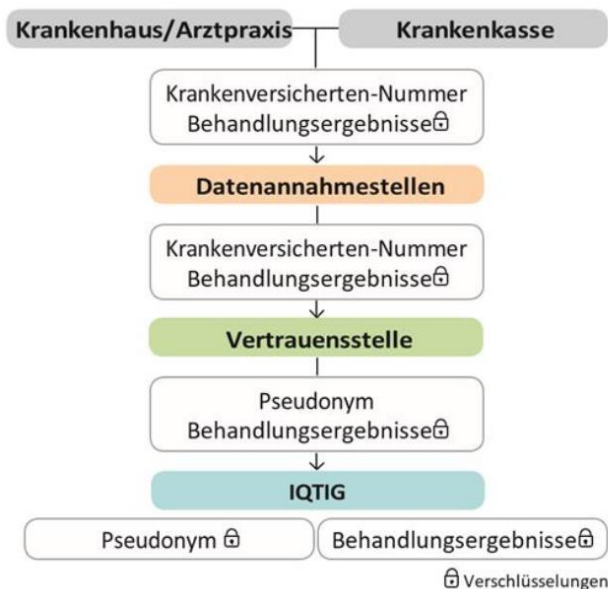 Krankenhaus/Arztpraxis
Krankenkasse
Krankenversicherten-Nummer
Behandlungsergebnisse
Datenannahmestellen
Krankenversicherten-Nummer
Behandlungsergebnisse
Vertrauensstelle
Pseudonym
Behandlungsergebnisse
IQTIG
Pseudonym
Behandlungsergebnisse
Verschlüsselungen